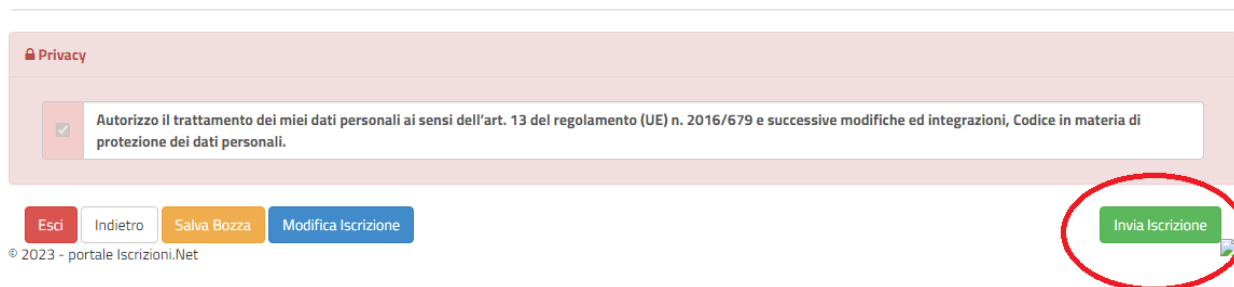 Privacy
Autorizzo il trattamento dei miei dati personali ai sensi dell'art. 13 del regolamento (UE) n. 2016/679 e successive modifiche ed integrazioni, Codice in materia di
protezione dei dati personali.
Esci Indietro Salva Bozza Modifica Iscrizione Invia Iscrizione
© 2023 - portale Iscrizioni.Net